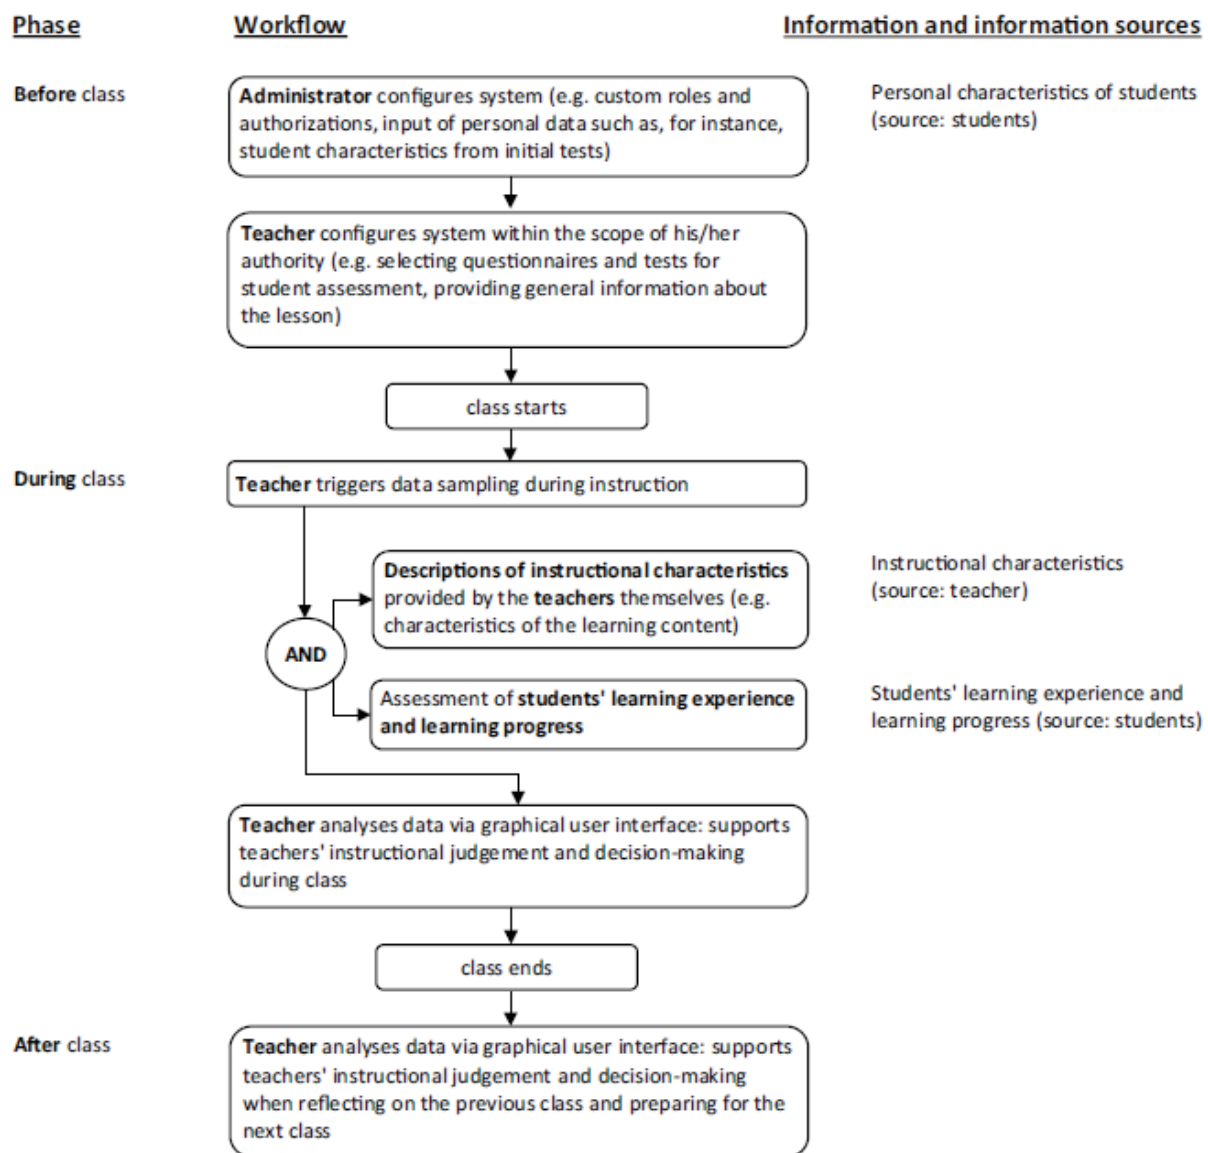 Phase
Workflow
Information and information sources
Before class
Administrator configures system (e.g. custom roles and
authorizations, input of personal data such as, for instance,
student characteristics from initial tests)
Personal characteristics of students
(source: students)
Teacher configures system within the scope of his/her
authority (e.g. selecting questionnaires and tests for
student assessment, providing general information about
the lesson)
class starts
During class
Teacher triggers data sampling during instruction
Descriptions of instructional characteristics
provided by the teachers themselves (e.g.
characteristics of the learning content)
Instructional characteristics
(source: teacher)
AND
Assessment of students' learning experience
and learning progress
Students' learning experience and
learning progress (source: students)
Teacher analyses data via graphical user interface: supports
teachers' instructional judgement and decision-making
during class
class ends
After class
Teacher analyses data via graphical user interface: supports
teachers' instructional judgement and decision-making
when reflecting on the previous class and preparing for the
next class